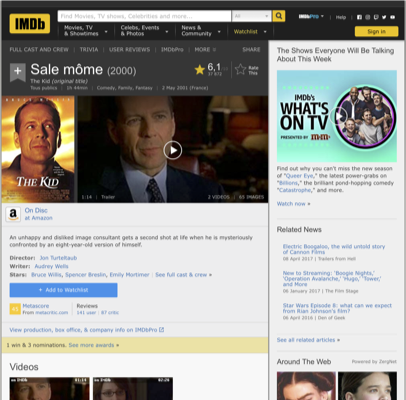 IMDb
Find Movies, TV shows, Celebrities and more...
All
IMDbPro
Help
Movies, TV
& Showtimes
Celebs, Events
& Photos
News &
Community
Watchlist
Sign in
FULL CAST AND CREW | TRIVIA | USER REVIEWS | IMDbPro | MORE
SHARE
+ Sale môme (2000)
The Kid (original title)
Tous publics | 1h 44min | Comedy, Family, Fantasy | 2 May 2001 (France)
6,1
Rate
This
BRUCE WILLIS
THE KID
1:14 | Trailer
2 VIDEOS | 85 IMAGES
On Disc
at Amazon
An unhappy and disliked image consultant gets a second shot at life when he is mysteriously
confronted by an eight-year-old version of himself.
Director: Jon Turteltaub
Writer: Audrey Wells
Stars: Bruce Willis, Spencer Breslin, Emily Mortimer | See full cast & crew »
+ Add to Watchlist
Metascore
From metacritic.com
Reviews
141 user | 87 critic
View production, box office, & company info on IMDbPro
1 win & 3 nominations. See more awards »
Videos
IMDb
01:14
IMDb
02:20
The Shows Everyone Will Be Talking
About This Week
IMDb's
WHAT'S
ON TV
PRESENTED BY m&m's
Find out why you can't miss the new season
of "Queer Eye," the latest power-grabs on
"Billions," the brilliant pond-hopping comedy
"Catastrophe," and more.
Watch now »
Related News
Electric Boogaloo, the wild untold story
of Cannon Films
08 April 2017 | Trailers from Hell
New to Streaming: 'Boogie Nights,'
'Operation Avalanche,' 'Hugo,' 'Tower,'
and More
06 January 2017 | The Film Stage
Star Wars Episode 8: what can we expect
from Rian Johnson's film?
08 April 2016 | Den of Geek
See all related articles »
Around The Web
Powered by ZergNet